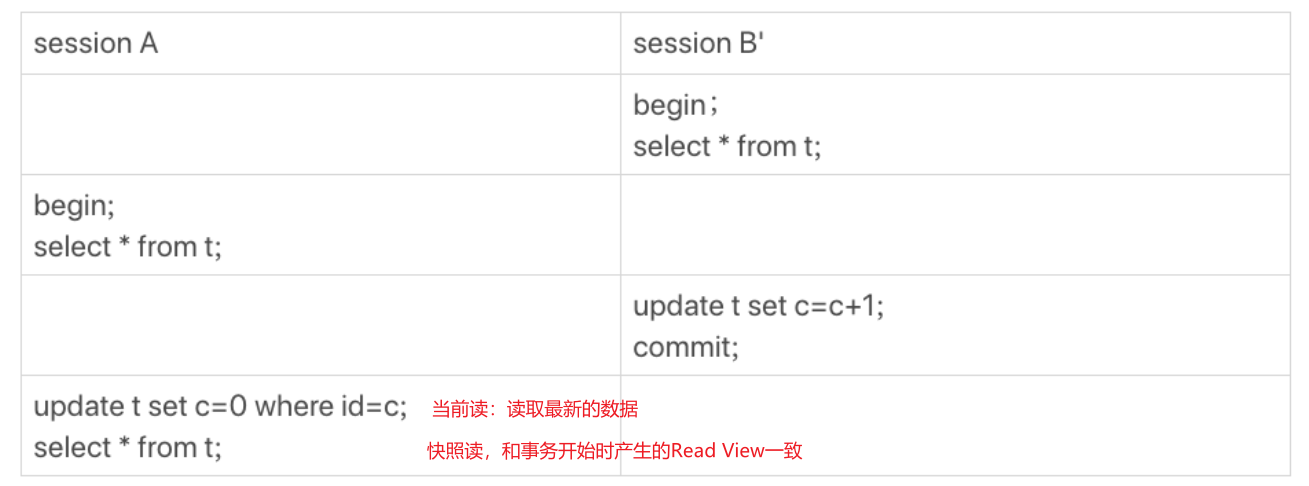 session A
session B'
begin；
select * from t;
begin;
select * from t;
update t set c=c+1;
commit;
update t set c=0 where id=c; 当前读：读取最新的数据
select * from t; 快照读，和事务开始时产生的Read View一致